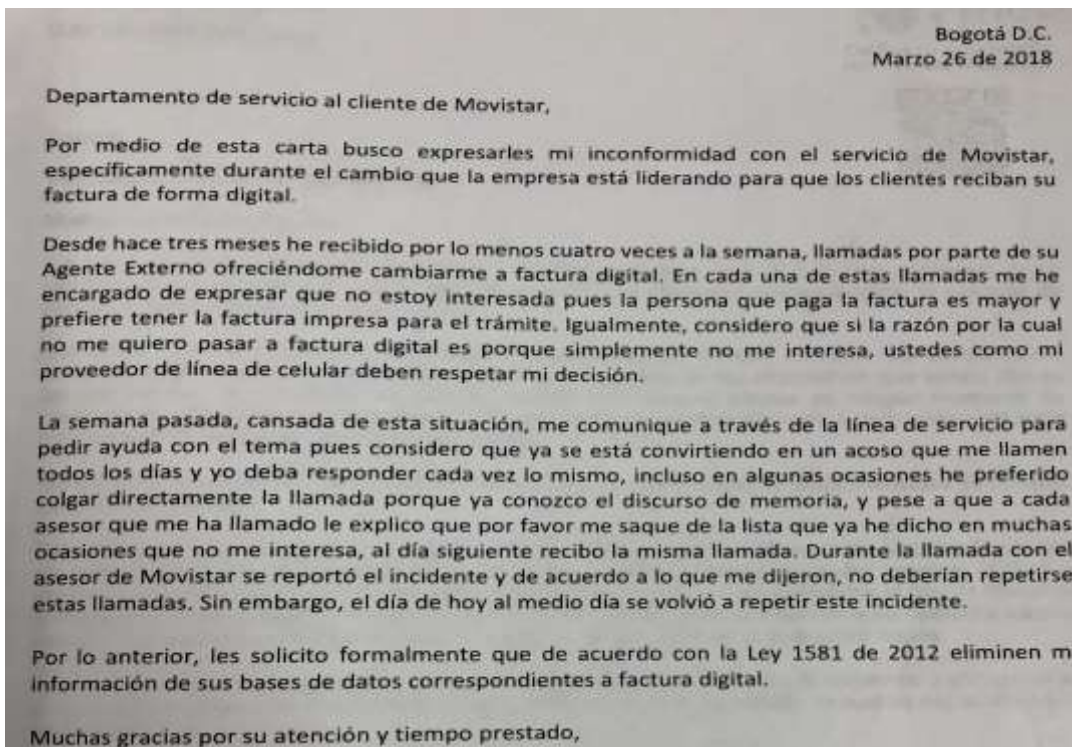 Bogotá D.C.
Marzo 26 de 2018
Departamento de servicio al cliente de Movistar,
Por medio de esta carta busco expresarles mi inconformidad con el servicio de Movistar,
específicamente durante el cambio que la empresa está liderando para que los clientes reciban su
factura de forma digital.
Desde hace tres meses he recibido por lo menos cuatro veces a la semana, llamadas por parte de su
Agente Externo ofreciéndome cambiarme a factura digital. En cada una de estas llamadas me he
encargado de expresar que no estoy interesada pues la persona que paga la factura es mayor y
prefiere tener la factura impresa para el trámite. Igualmente, considero que si la razón por la cual
no me quiero pasar a factura digital es porque simplemente no me interesa, ustedes como mi
proveedor de línea de celular deben respetar mi decisión.
La semana pasada, cansada de esta situación, me comunique a través de la línea de servicio para
pedir ayuda con el tema pues considero que ya se está convirtiendo en un acoso que me llamen
todos los días y yo deba responder cada vez lo mismo, incluso en algunas ocasiones he preferido
colgar directamente la llamada porque ya conozco el discurso de memoria, y pese a que a cada
asesor que me ha llamado le explico que por favor me saque de la lista que ya he dicho en muchas
ocasiones que no me interesa, al día siguiente recibo la misma llamada. Durante la llamada con el
asesor de Movistar se reportó el incidente y de acuerdo a lo que me dijeron, no deberían repetirse
estas llamadas. Sin embargo, el día de hoy al medio día se volvió a repetir este incidente.
Por lo anterior, les solicito formalmente que de acuerdo con la Ley 1581 de 2012 eliminen m
información de sus bases de datos correspondientes a factura digital.
Muchas gracias por su atención y tiempo prestado,